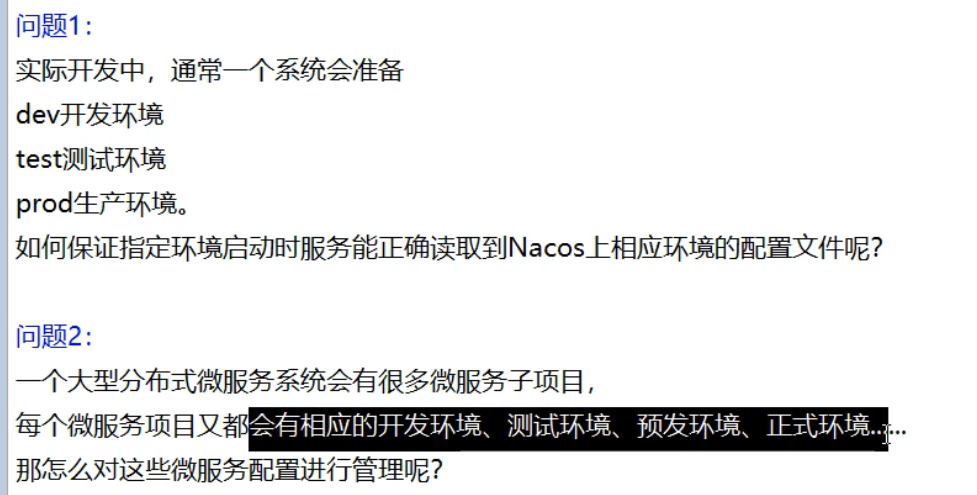 问题1：
实际开发中，通常一个系统会准备
dev开发环境
test测试环境
prod生产环境。
如何保证指定环境启动时服务能正确读取到Nacos上相应环境的配置文件呢？
问题2：
一个大型分布式微服务系统会有很多微服务子项目，
每个微服务项目又都会有相应的开发环境、测试环境、预发环境、正式环境......
那怎么对这些微服务配置进行管理呢？